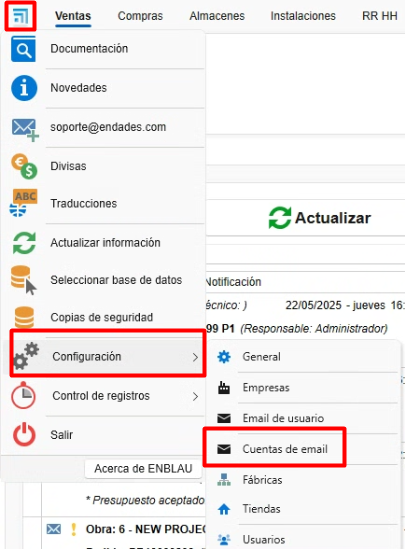 Ventas Compras Almacenes Instalaciones RR HH
Documentación
Novedades
soporte@endades.com
Divisas
ABC
Traducciones
Actualizar información
Actualizar
Seleccionar base de datos
Notificación
écnico: ) 22/05/2025 - jueves 16:
Copias de seguridad
99 P1 (Responsable: Administrador)
Configuración
General
Empresas
Control de registros
Email de usuario
Salir
Cuentas de email
Acerca de ENBLAU
Fábricas
* Presupuesto aceptado
Tiendas
Obra: 6 - NEW PROJEC
Usuarios